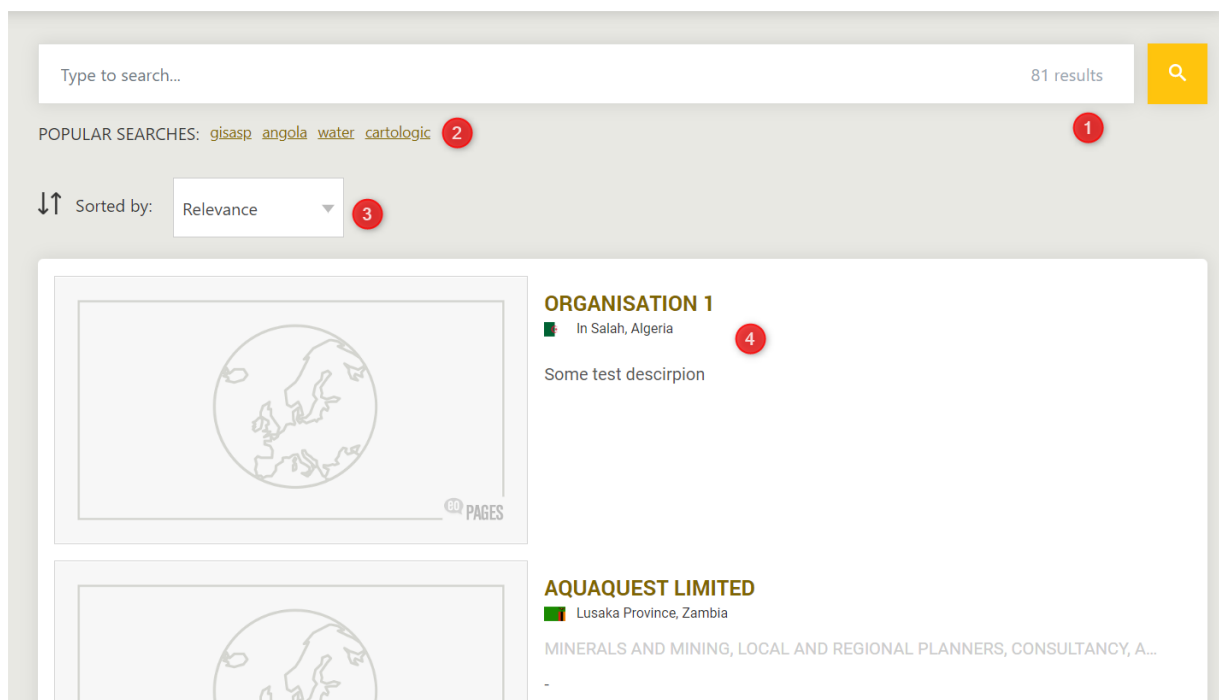 Type to search... 81 results
1
POPULAR SEARCHES: gisasp angola water cartologic 2
Sorted by: Relevance 3
ORGANISATION 1
In Salah, Algeria
4
Some test descirpion
eo PAGES
AQUAQUEST LIMITED
Lusaka Province, Zambia
MINERALS AND MINING, LOCAL AND REGIONAL PLANNERS, CONSULTANCY, A...
-